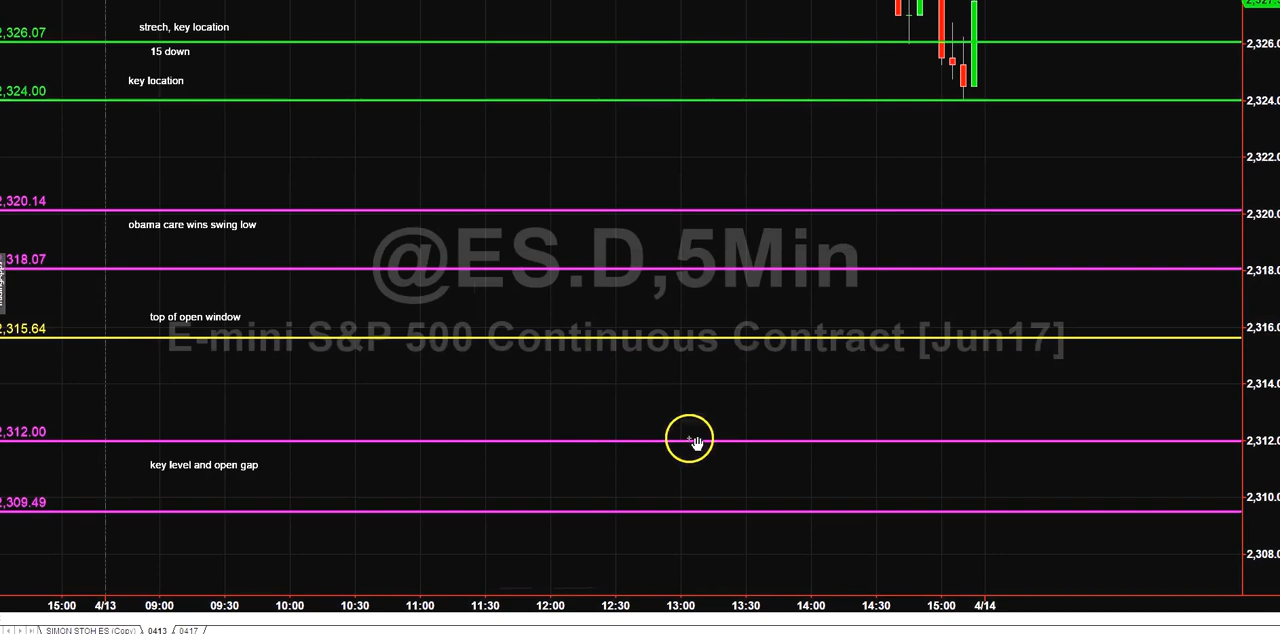 2,327.5
2,326.07
strech, key location
15 down
key location
2,324.00
2,320.14
obama care wins swing low
2,318.07
top of open window
2,315.64
2,312.00
key level and open gap
2,309.49
@ES.D,5Min
E-mini S&P 500 Continuous Contract [Jun17]
2,326.0
2,324.0
2,322.0
2,320.0
2,318.0
2,316.0
2,314.0
2,312.0
2,310.0
2,308.0
15:00 4/13 09:00 09:30 10:00 10:30 11:00 11:30 12:00 12:30 13:00 13:30 14:00 14:30 15:00 4/14
SIMON STOH ES (Copy) 0413 0417